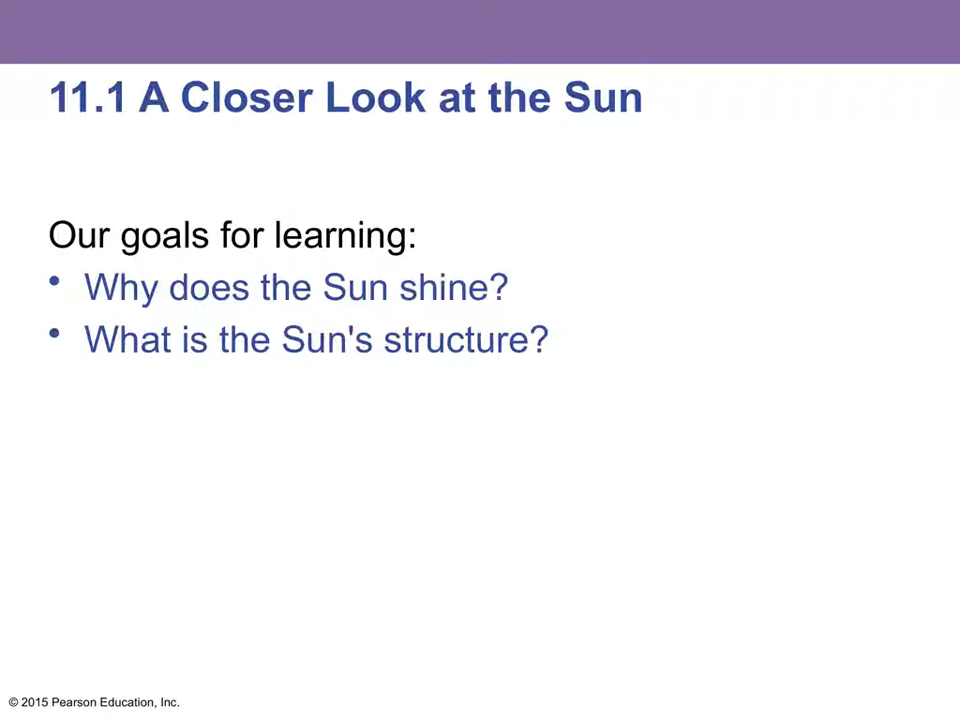 11.1 A Closer Look at the Sun
Our goals for learning:
• Why does the Sun shine?
• What is the Sun's structure?
© 2015 Pearson Education, Inc.